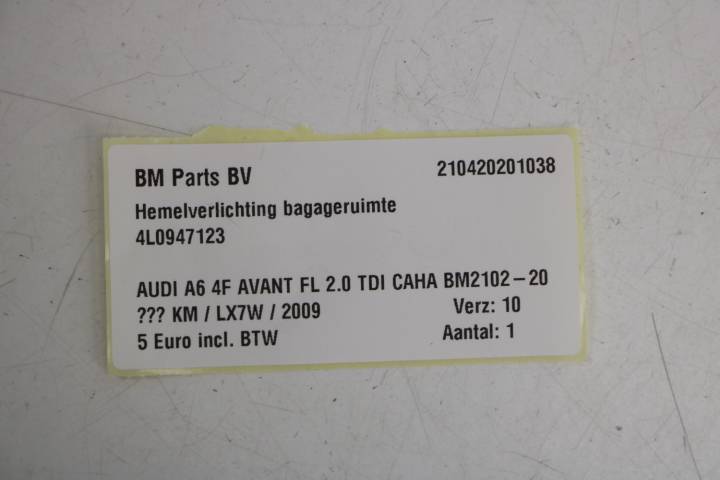 BM Parts BV 210420201038
Hemelverlichting bagageruimte
4L0947123
AUDI A6 4F AVANT FL 2.0 TDI CAHA BM2102-20
??? KM / LX7W / 2009 Verz: 10
5 Euro incl. BTW Aantal: 1